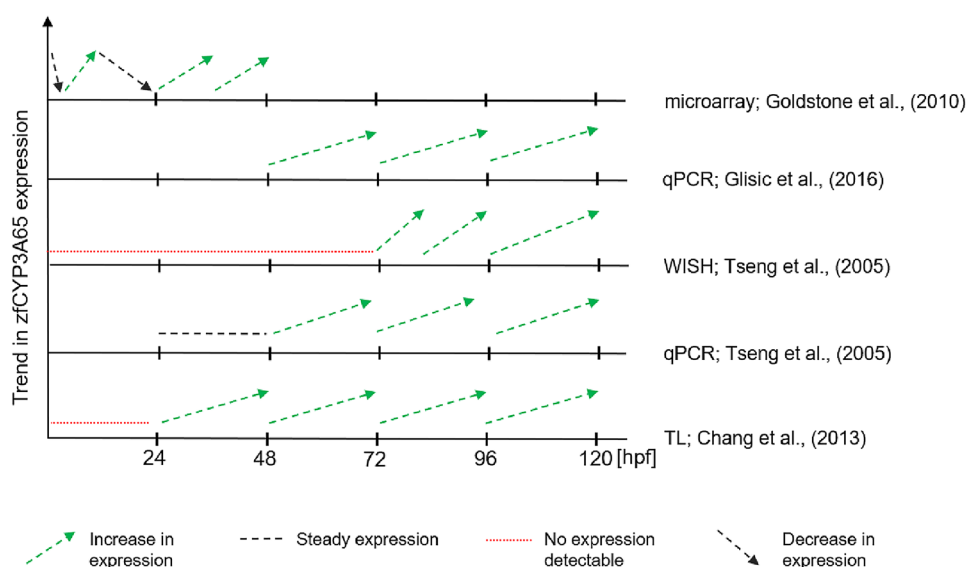 Trend in zfCYP3A65 expression
microarray; Goldstone et al., (2010)
qPCR; Glisic et al., (2016)
WISH; Tseng et al., (2005)
qPCR; Tseng et al., (2005)
TL; Chang et al., (2013)
24 48 72 96 120 [hpf]
Increase in
expression
Steady expression
No expression
detectable
Decrease in
expression